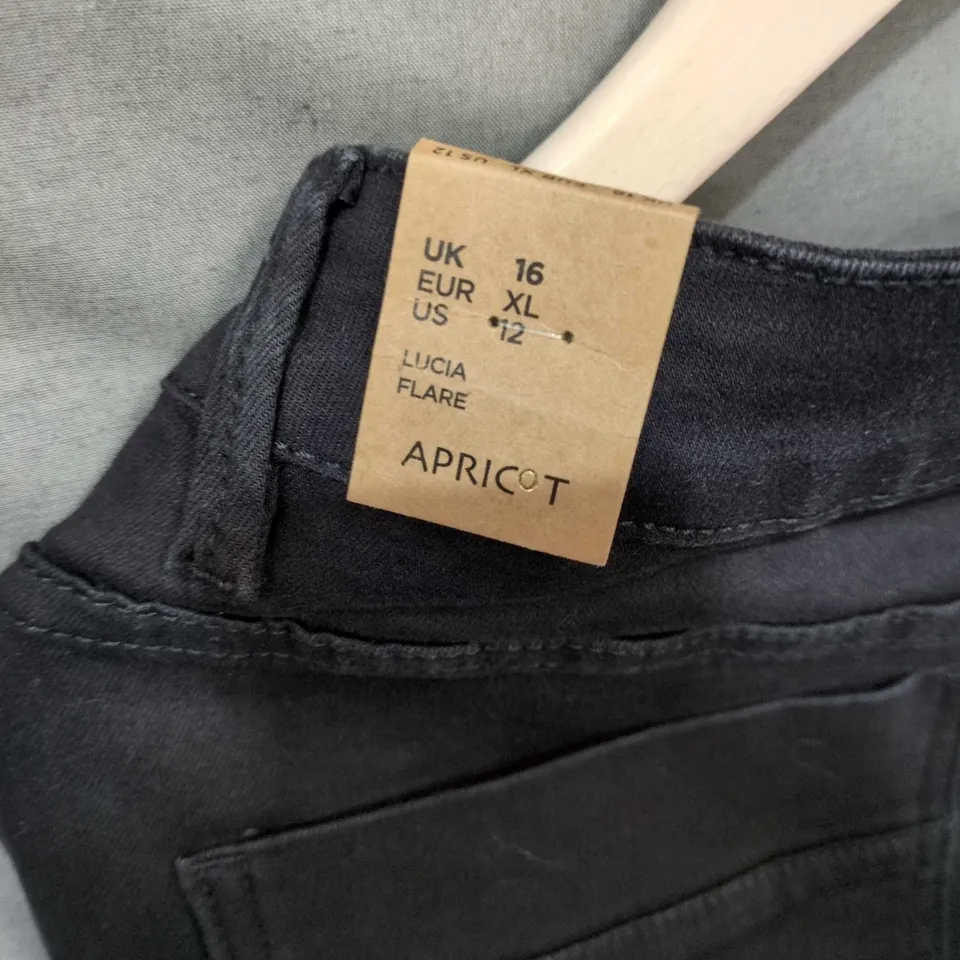 UK 16
EUR XL
US 12
LUCIA
FLARE
APRICOT